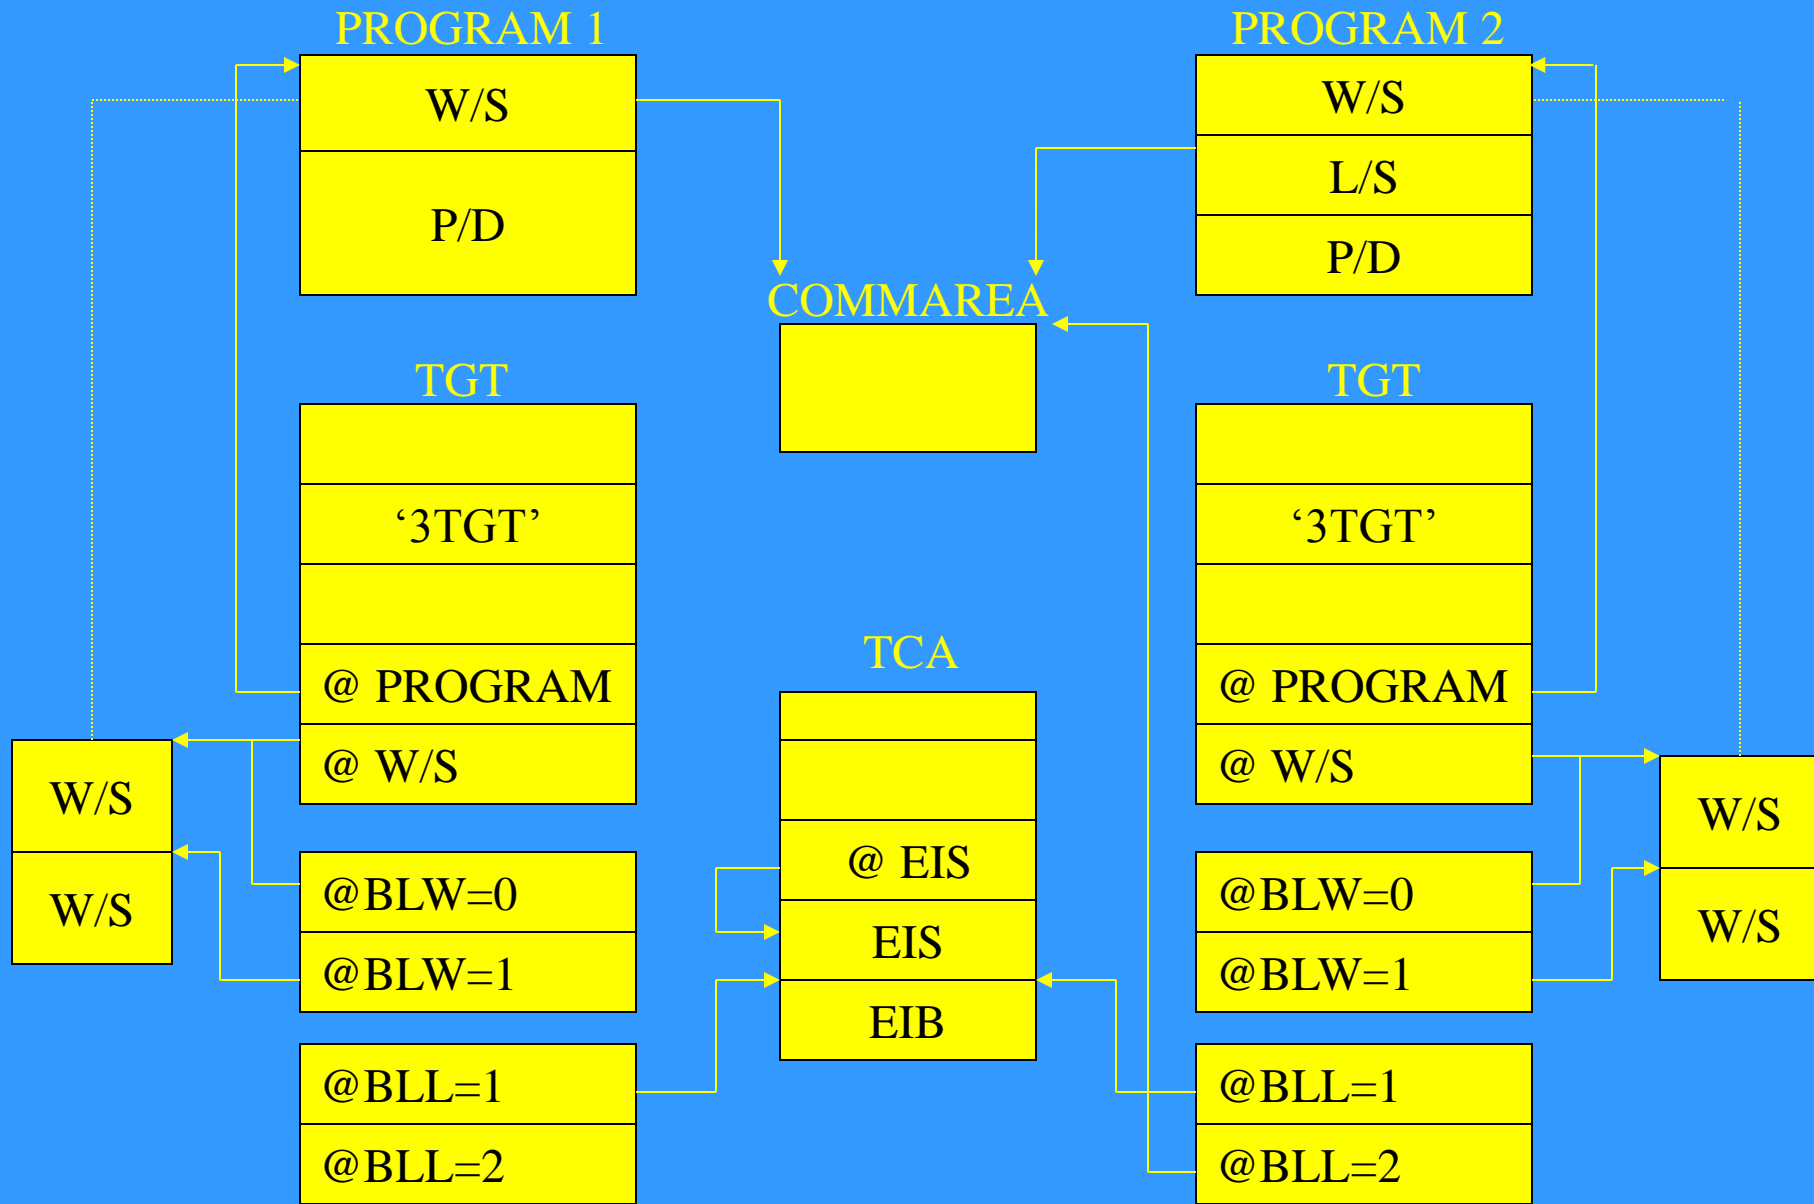 PROGRAM 1
W/S
P/D
TGT
‘3TGT’
@ PROGRAM
@ W/S
W/S
W/S
@BLW=0
@BLW=1
@BLL=1
@BLL=2
COMMAREA
TCA
@ EIS
EIS
EIB
PROGRAM 2
W/S
L/S
P/D
TGT
‘3TGT’
@ PROGRAM
@ W/S
W/S
W/S
@BLW=0
@BLW=1
@BLL=1
@BLL=2